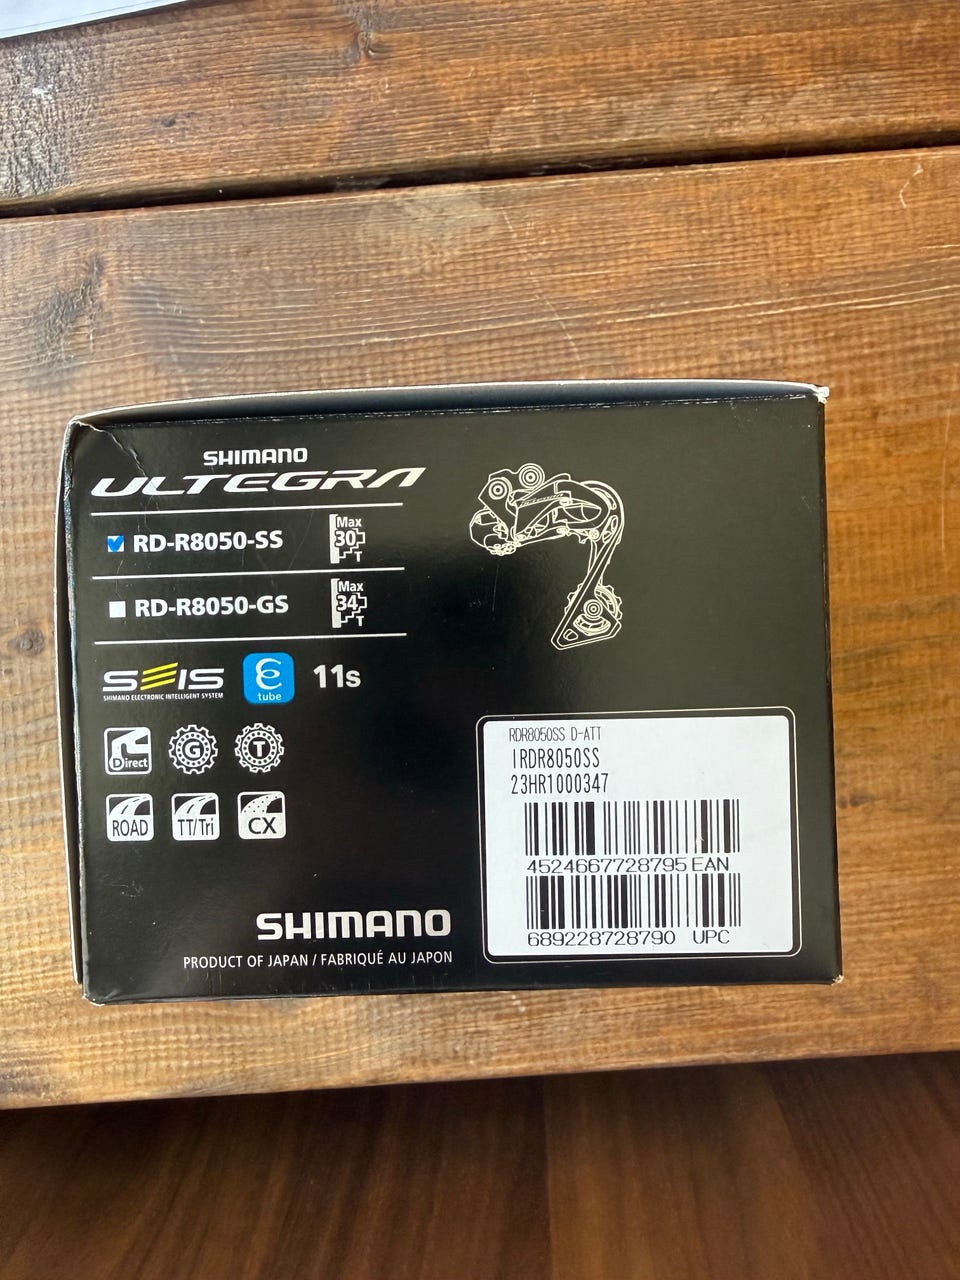 SHIMANO
ULTEGRA
RD-R8050-SS
Max
30
T
RD-R8050-GS
Max
34
T
SEIS
SHIMANO ELECTRONIC INTELLIGENT SYSTEM
E
tube
11s
Direct
G
T
ROAD
TT/Tri
CX
SHIMANO
PRODUCT OF JAPAN / FABRIQUÉ AU JAPON
RDR8050SS D-ATT
IRDR8050SS
23HR1000347
4524667728795 EAN
689228728790 UPC